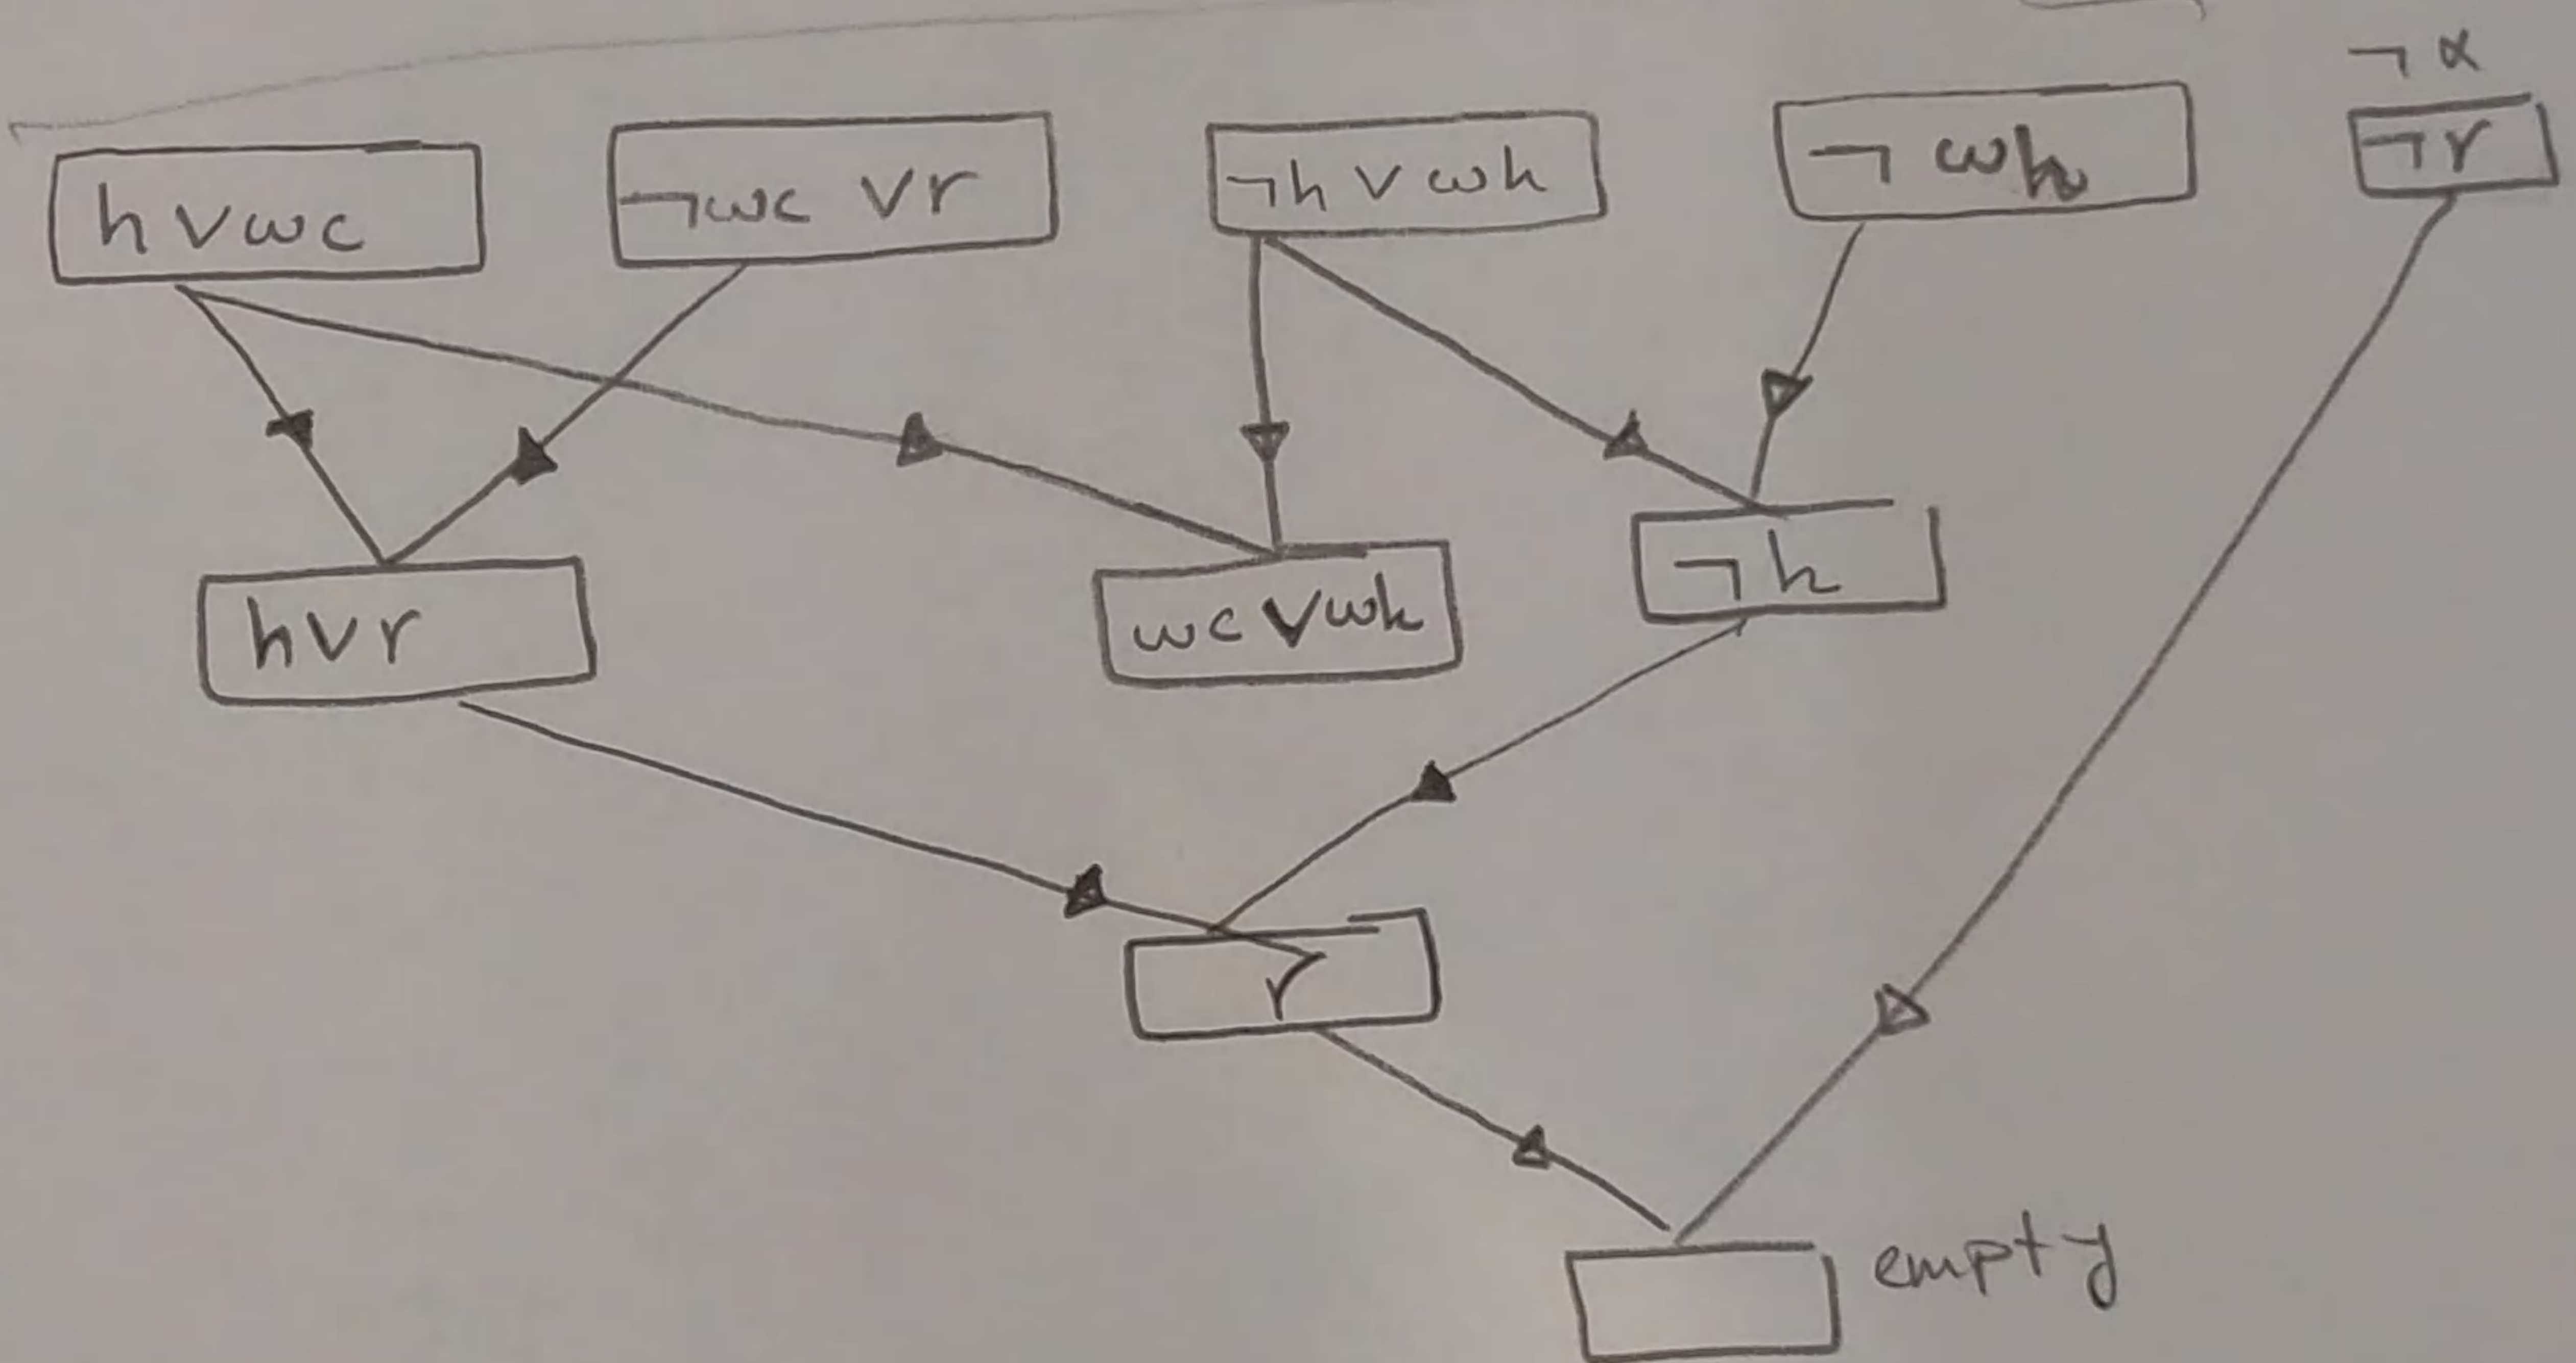 ¬ α
h ∨ wc
¬wc ∨ r
¬h ∨ wh
¬ wh
¬r
h ∨ r
wc ∨ wh
¬ h
r
empty